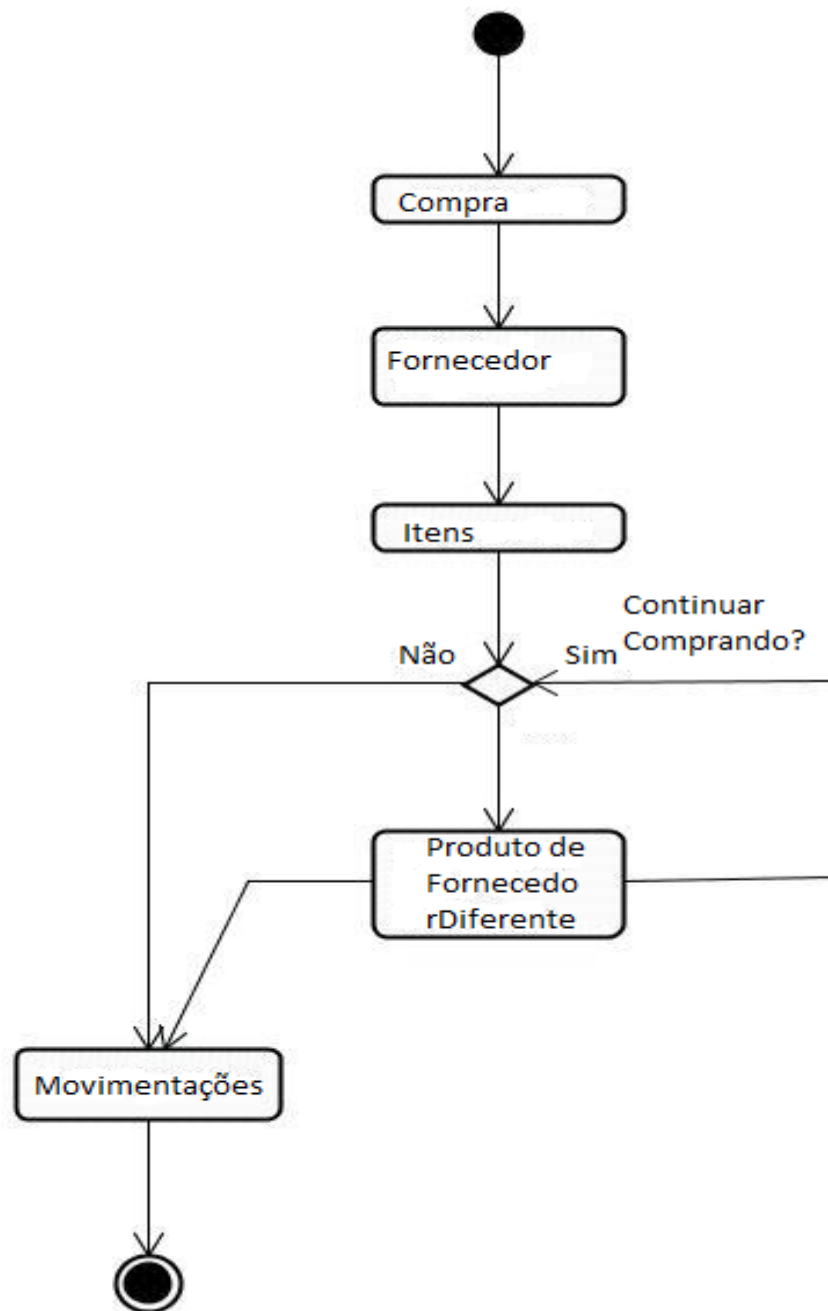 Compra
Fornecedor
Itens
Continuar
Comprando?
Não
Sim
Produto de
Fornecedo
rDiferente
Movimentações